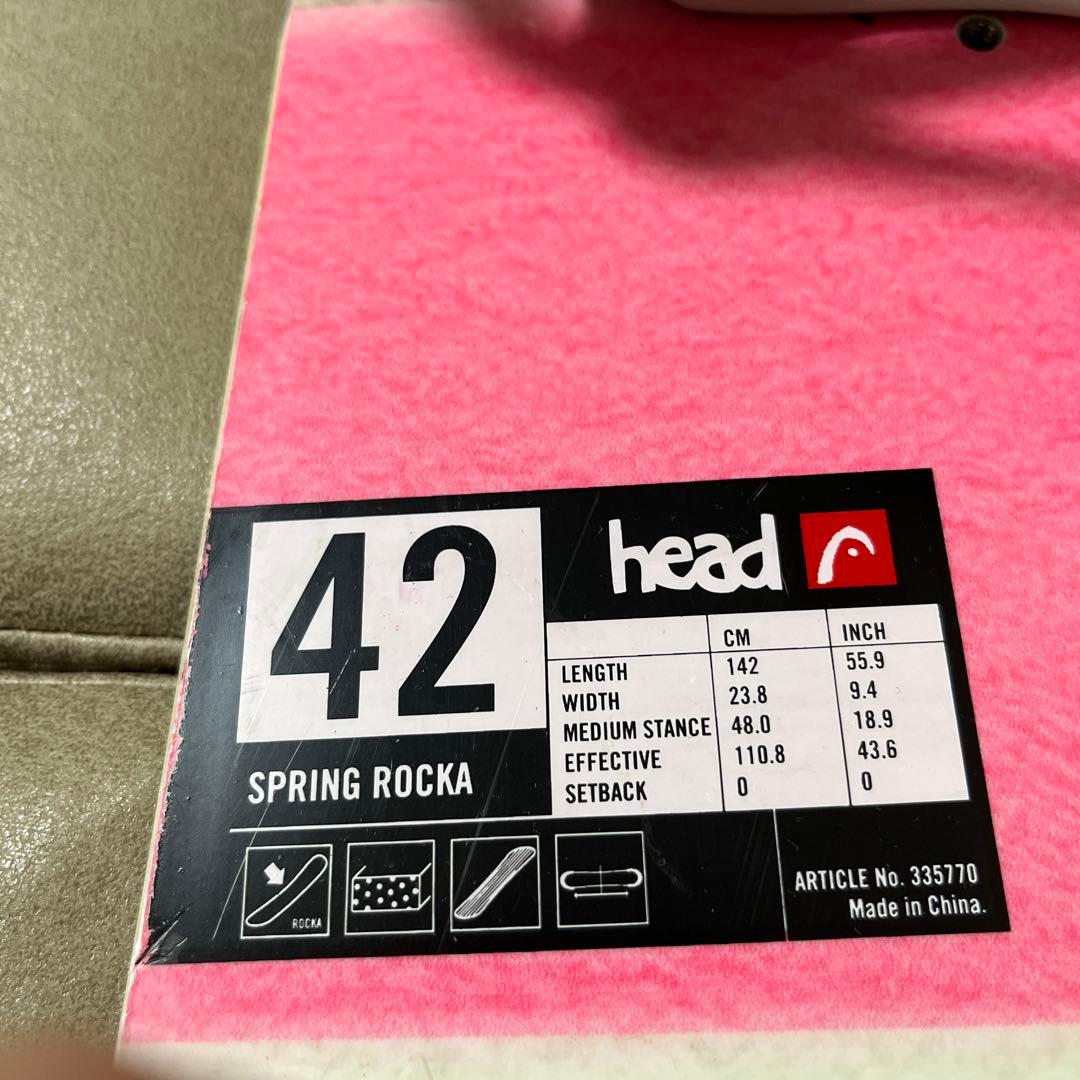 42
head
SPRING ROCKA
CM INCH
LENGTH 142 55.9
WIDTH 23.8 9.4
MEDIUM STANCE 48.0 18.9
EFFECTIVE 110.8 43.6
SETBACK 0 0
ROCKA
ARTICLE No. 335770
Made in China.